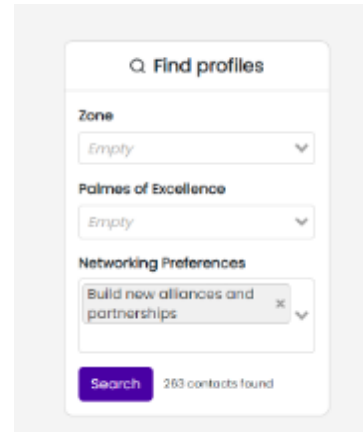 Find profiles
Zone
Empty
Palmes of Excellence
Empty
Networking Preferences
Build new alliances and
partnerships
×
Search
263 contacts found